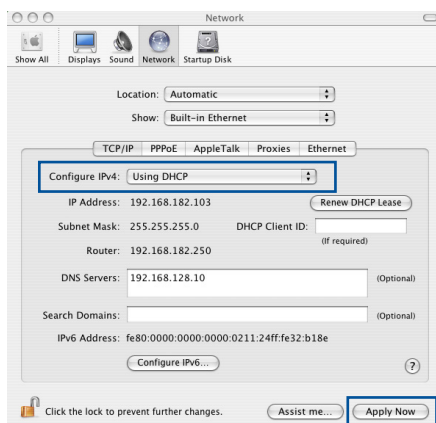 Network
Show All Displays Sound Network Startup Disk
Location: Automatic
Show: Built-in Ethernet
TCP/IP PPPoE AppleTalk Proxies Ethernet
Configure IPv4: Using DHCP
IP Address: 192.168.182.103 Renew DHCP Lease
Subnet Mask: 255.255.255.0 DHCP Client ID:
(If required)
Router: 192.168.182.250
DNS Servers: 192.168.128.10 (Optional)
Search Domains: (Optional)
IPv6 Address: fe80:0000:0000:0000:0211:24ff:fe32:b18e
Configure IPv6... ?
Click the lock to prevent further changes. Assist me... Apply Now